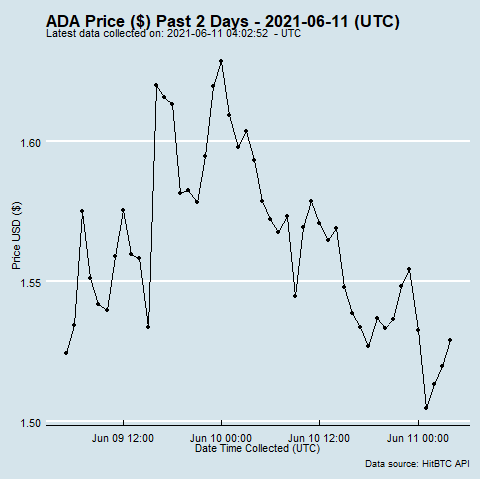 ADA Price ($) Past 2 Days - 2021-06-11 (UTC)
Latest data collected on: 2021-06-11 04:02:52 - UTC
Price USD ($)
1.60
1.55
1.50
Jun 09 12:00 Jun 10 00:00 Jun 10 12:00 Jun 11 00:00
Date Time Collected (UTC)
Data source: HitBTC API